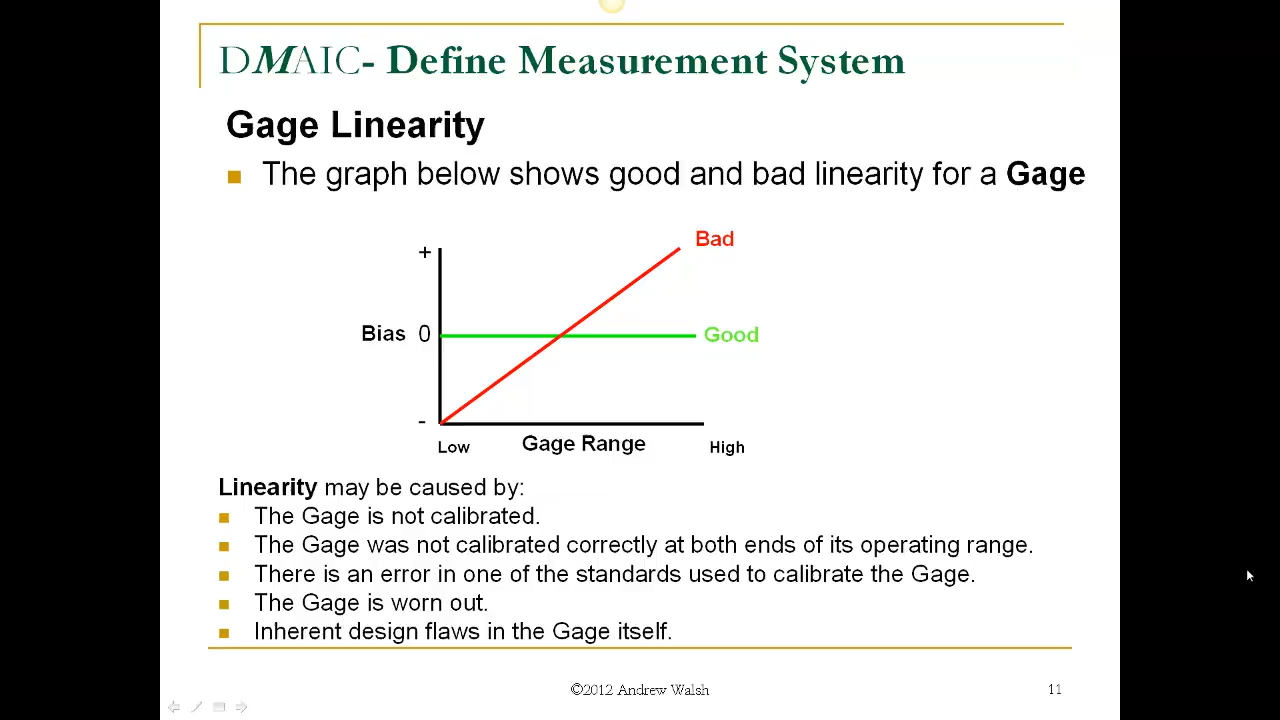 DMAIC- Define Measurement System
Gage Linearity
The graph below shows good and bad linearity for a Gage
Bad
+
Bias 0 Good
-
Low Gage Range High
Linearity may be caused by:
The Gage is not calibrated.
The Gage was not calibrated correctly at both ends of its operating range.
There is an error in one of the standards used to calibrate the Gage.
The Gage is worn out.
Inherent design flaws in the Gage itself.
©2012 Andrew Walsh 11